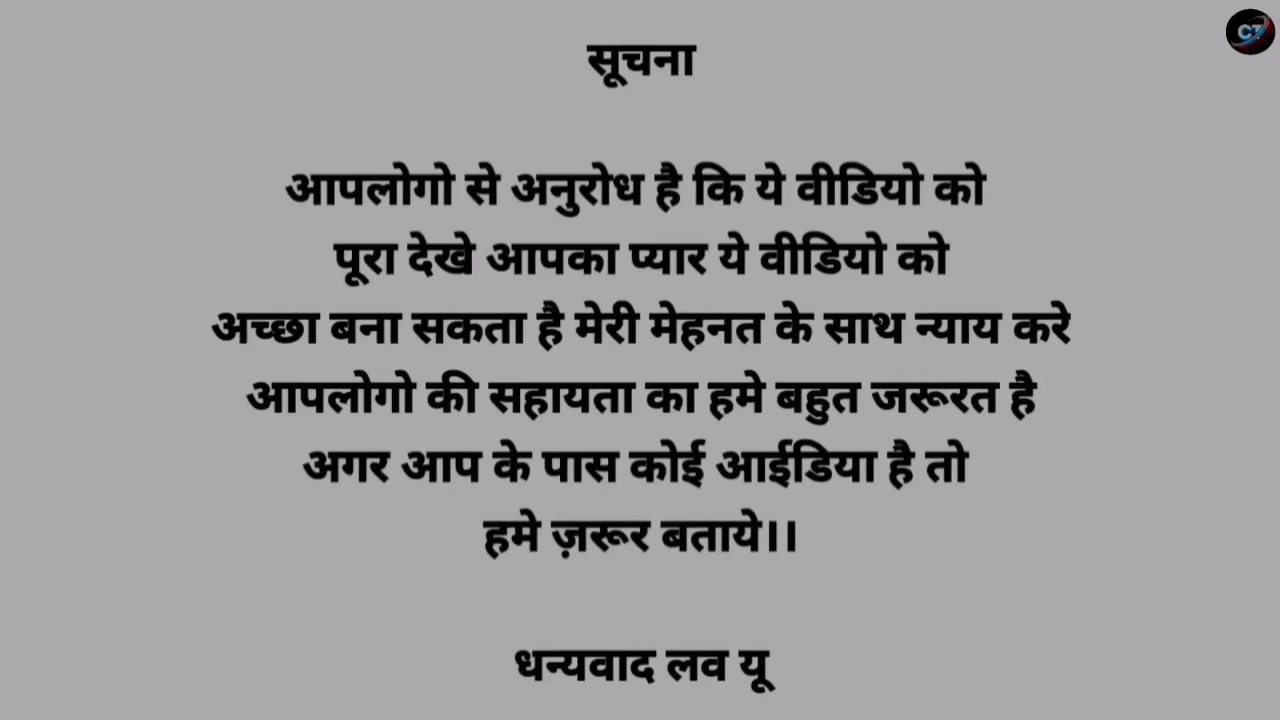 CZ
सूचना
आपलोगो से अनुरोध है कि ये वीडियो को
पूरा देखे आपका प्यार ये वीडियो को
अच्छा बना सकता है मेरी मेहनत के साथ न्याय करे
आपलोगो की सहायता का हमे बहुत जरूरत है
अगर आप के पास कोई आईडिया है तो
हमे ज़रूर बताये।।
धन्यवाद लव यू